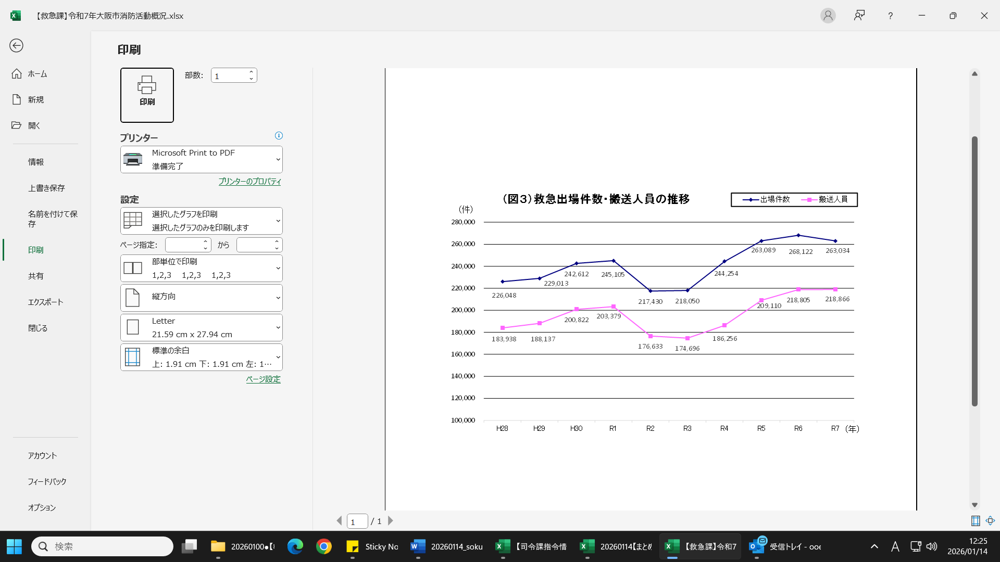 【救急課】令和7年大阪市消防活動概況.xlsx
?
ホーム
新規
開く
情報
上書き保存
名前を付けて保
存
印刷
共有
エクスポート
閉じる
アカウント
フィードバック
オプション
印刷
印刷
部数: 1
プリンター
Microsoft Print to PDF
準備完了
プリンターのプロパティ
設定
選択したグラフを印刷
選択したグラフのみを印刷します
ページ指定: から
部単位で印刷
1,2,3 1,2,3 1,2,3
縦方向
Letter
21.59 cm x 27.94 cm
標準の余白
上: 1.91 cm 下: 1.91 cm 左: 1…
ページ設定
(図3)救急出場件数・搬送人員の推移
出場件数 搬送人員
(件)
280,000
260,000
240,000
220,000
200,000
180,000
160,000
140,000
120,000
100,000
226,048
229,013
242,612
245,105
217,430
218,050
244,254
263,089
268,122
263,034
183,938
188,137
200,822
203,379
176,633
174,696
186,256
209,110
218,805
218,866
H28 H29 H30 R1 R2 R3 R4 R5 R6 R7 (年)
1 / 1
検索
20260100●【
Sticky No
20260114_soku
【司令課指令情
20260114【まとめ
【救急課】令和7
受信トレイ - ooe
A
12:25
2026/01/14